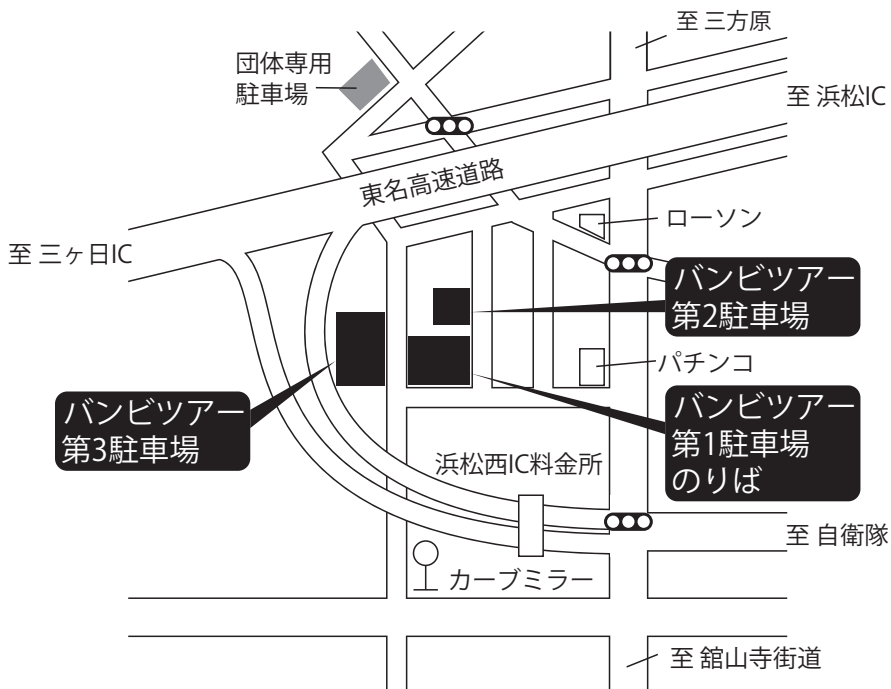 至 三方原
団体専用
駐車場
至 浜松IC
東名高速道路
ローソン
至 三ヶ日IC
バンビツアー
第2駐車場
パチンコ
バンビツアー
第3駐車場
バンビツアー
第1駐車場
のりば
浜松西IC料金所
至 自衛隊
カーブミラー
至 舘山寺街道